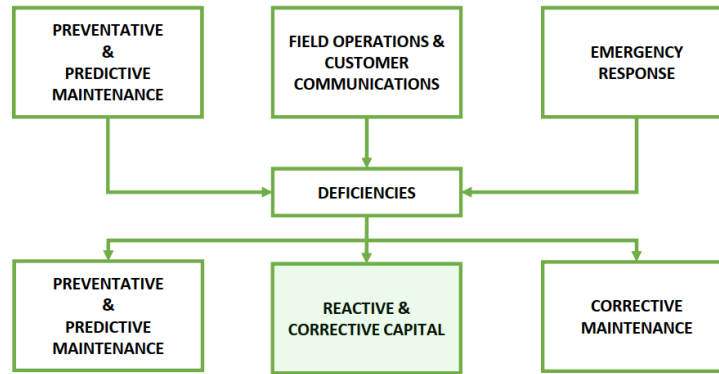 PREVENTATIVE
&
PREDICTIVE
MAINTENANCE
FIELD OPERATIONS &
CUSTOMER
COMMUNICATIONS
EMERGENCY
RESPONSE
DEFICIENCIES
PREVENTATIVE
&
PREDICTIVE
MAINTENANCE
REACTIVE &
CORRECTIVE CAPITAL
CORRECTIVE
MAINTENANCE